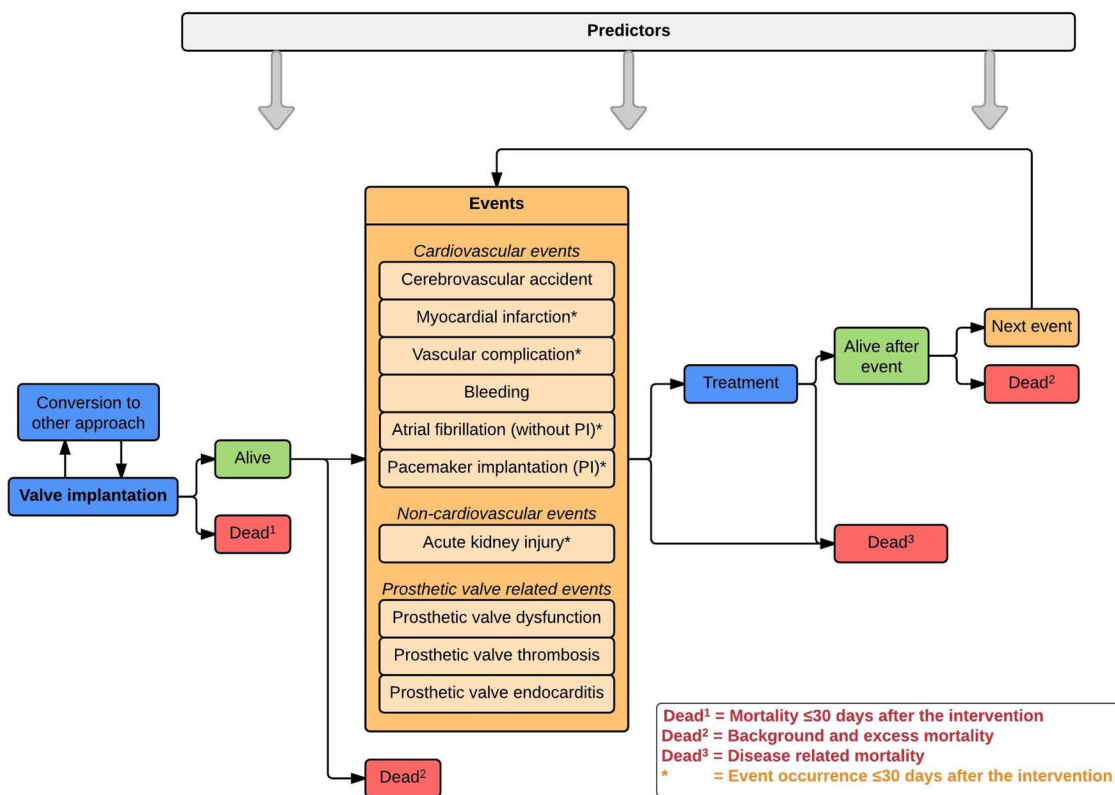 Predictors
Events
Cardiovascular events
Cerebrovascular accident
Myocardial infarction*
Vascular complication*
Bleeding
Atrial fibrillation (without PI)*
Pacemaker implantation (PI)*
Non-cardiovascular events
Acute kidney injury*
Prosthetic valve related events
Prosthetic valve dysfunction
Prosthetic valve thrombosis
Prosthetic valve endocarditis
Conversion to
other approach
Valve implantation
Alive
Dead¹
Dead²
Treatment
Alive after
event
Next event
Dead²
Dead³
Dead¹ = Mortality ≤30 days after the intervention
Dead² = Background and excess mortality
Dead³ = Disease related mortality
* = Event occurrence ≤30 days after the intervention